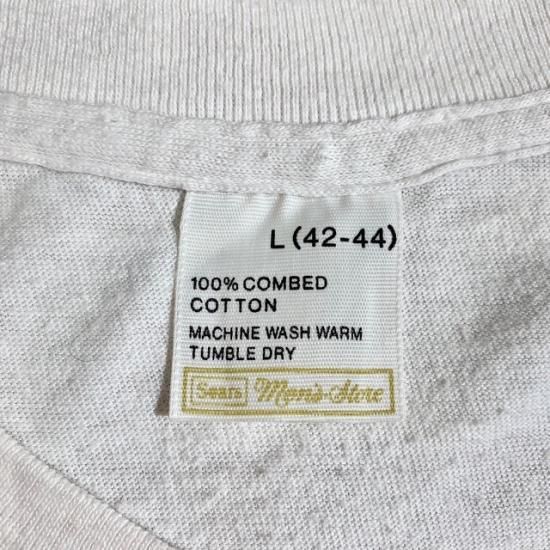 L (42-44)
100% COMBED
COTTON
MACHINE WASH WARM
TUMBLE DRY
Sears Men's Store